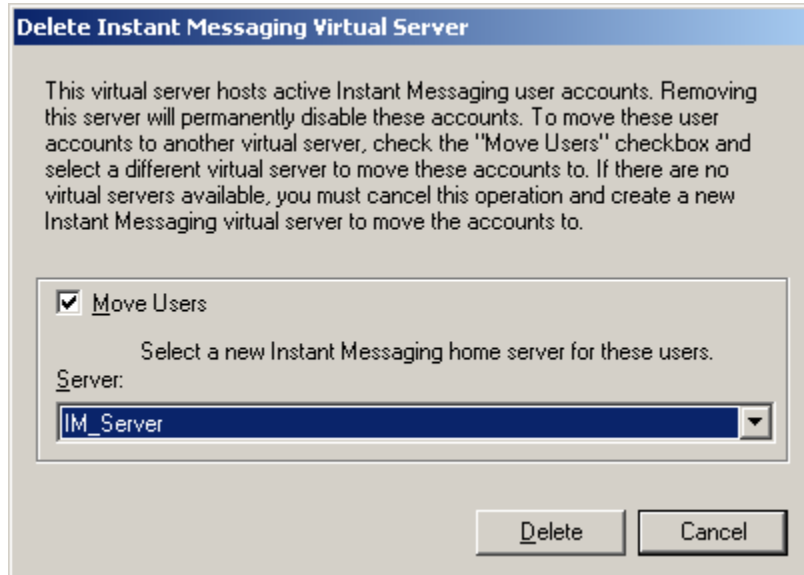 Delete Instant Messaging Virtual Server
This virtual server hosts active Instant Messaging user accounts. Removing
this server will permanently disable these accounts. To move these user
accounts to another virtual server, check the "Move Users" checkbox and
select a different virtual server to move these accounts to. If there are no
virtual servers available, you must cancel this operation and create a new
Instant Messaging virtual server to move the accounts to.
Move Users
Select a new Instant Messaging home server for these users.
Server:
IM_Server
Delete Cancel